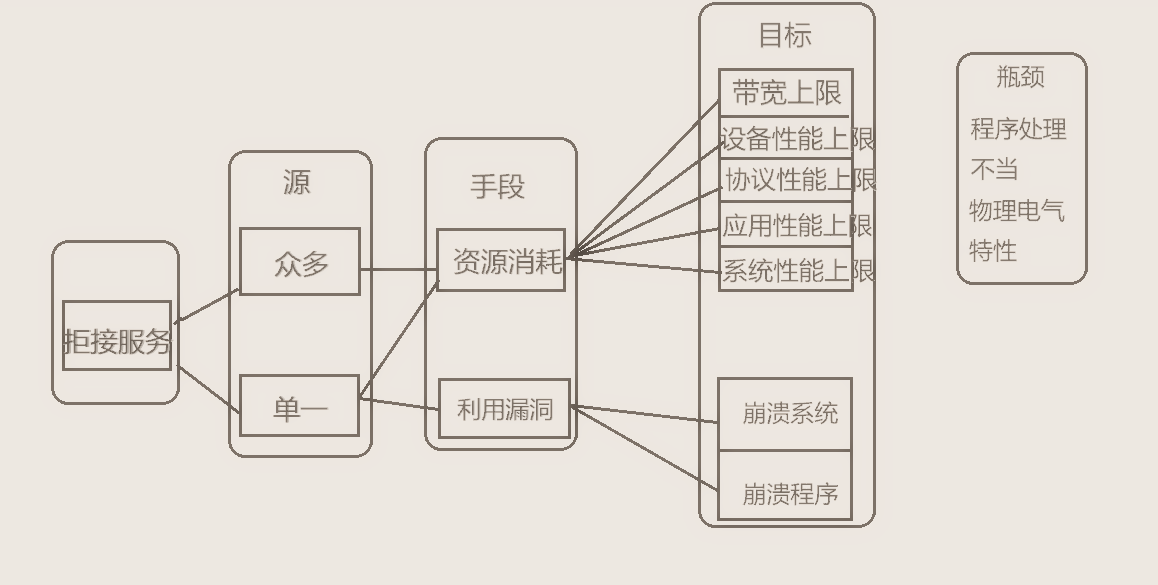 拒接服务
源
众多
单一
手段
资源消耗
利用漏洞
目标
带宽上限
设备性能上限
协议性能上限
应用性能上限
系统性能上限
崩溃系统
崩溃程序
瓶颈
程序处理
不当
物理电气
特性